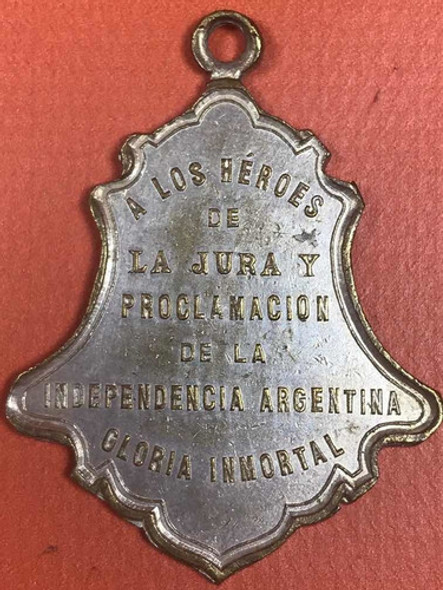 A LOS HÉROES
DE
LA JURA Y
PROCLAMACION
DE LA
INDEPENDENCIA ARGENTINA
GLORIA INMORTAL